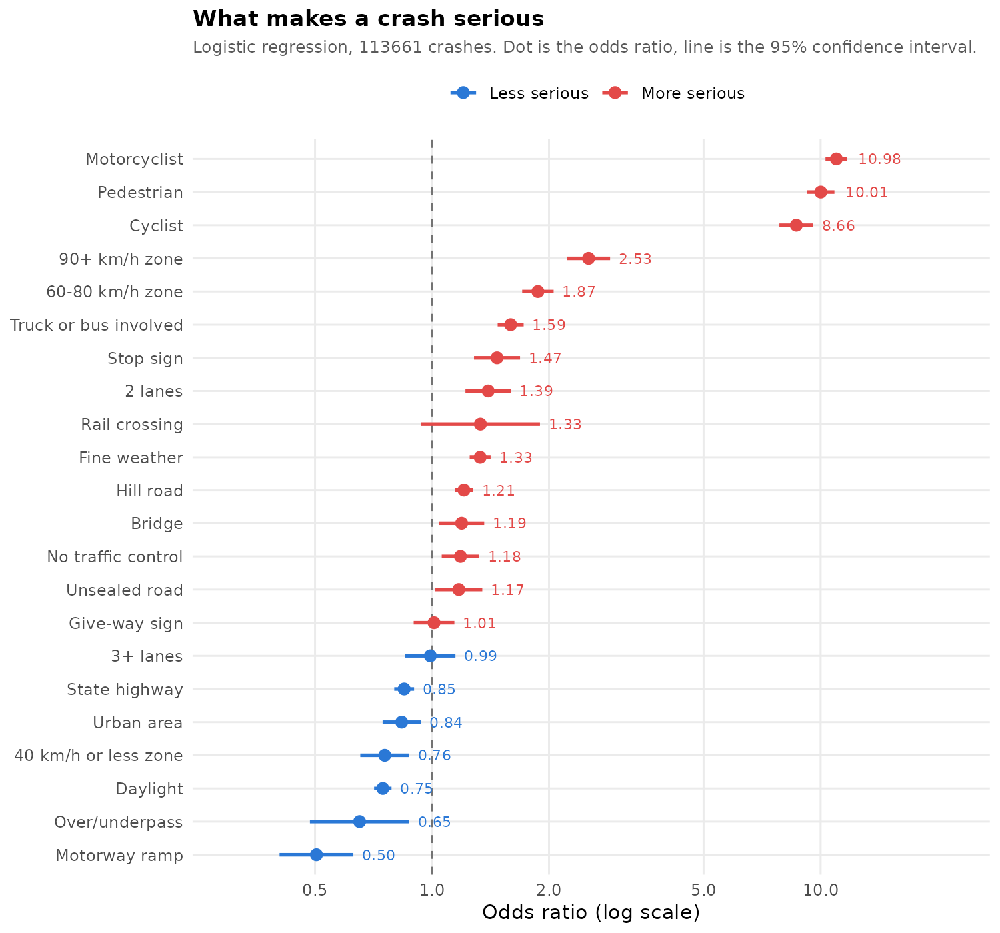 What makes a crash serious
Logistic regression, 113661 crashes. Dot is the odds ratio, line is the 95% confidence interval.
Less serious More serious
Motorcyclist 10.98
Pedestrian 10.01
Cyclist 8.66
90+ km/h zone 2.53
60-80 km/h zone 1.87
Truck or bus involved 1.59
Stop sign 1.47
2 lanes 1.39
Rail crossing 1.33
Fine weather 1.33
Hill road 1.21
Bridge 1.19
No traffic control 1.18
Unsealed road 1.17
Give-way sign 1.01
3+ lanes 0.99
State highway 0.85
Urban area 0.84
40 km/h or less zone 0.76
Daylight 0.75
Over/underpass 0.65
Motorway ramp 0.50
0.5 1.0 2.0 5.0 10.0
Odds ratio (log scale)